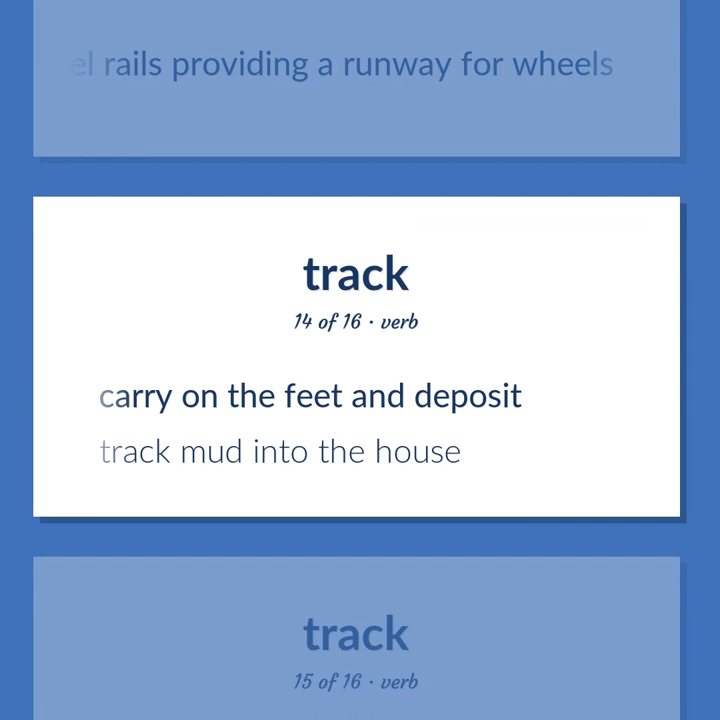 rails providing a runway for wheels
track
14 of 16 · verb
carry on the feet and deposit
track mud into the house
track
15 of 16 · verb